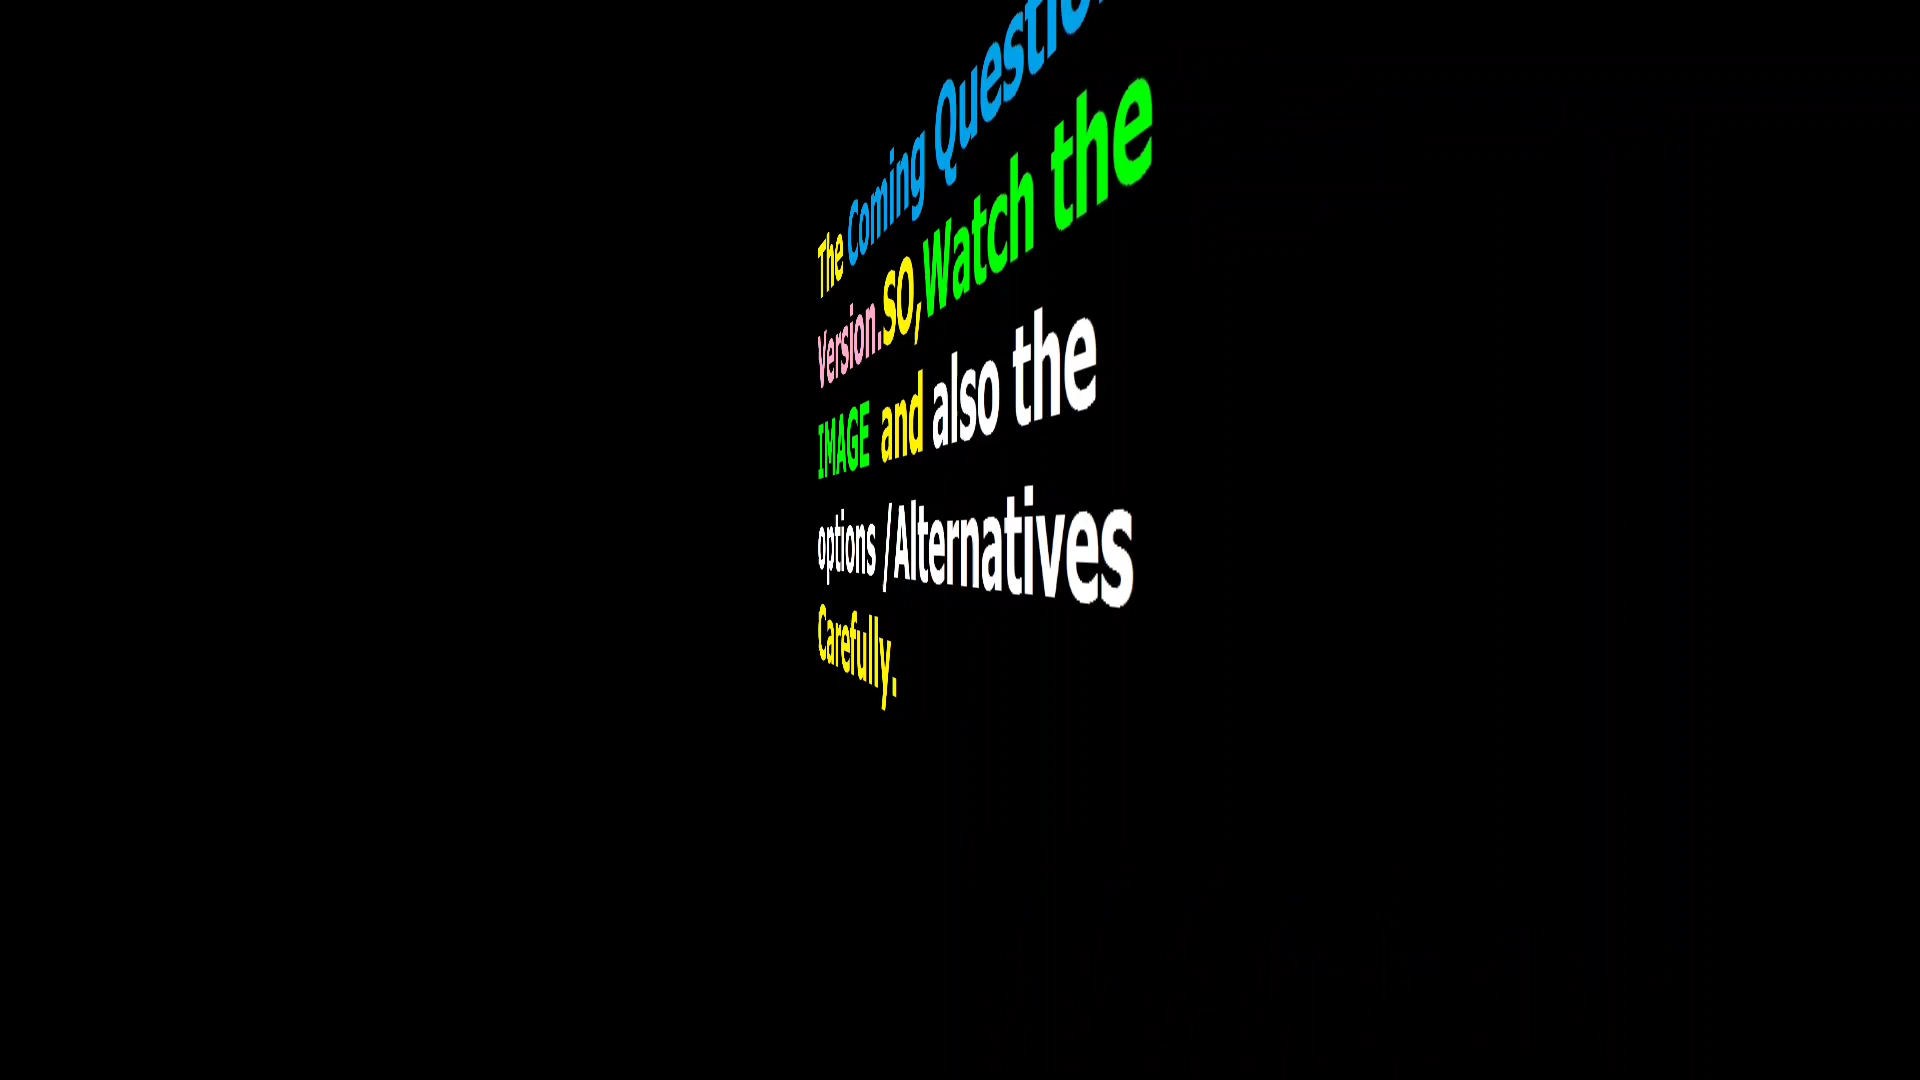 The Coming
Version.so,Watch the
IMAGE and also the
options /Alternatives
Carefully.